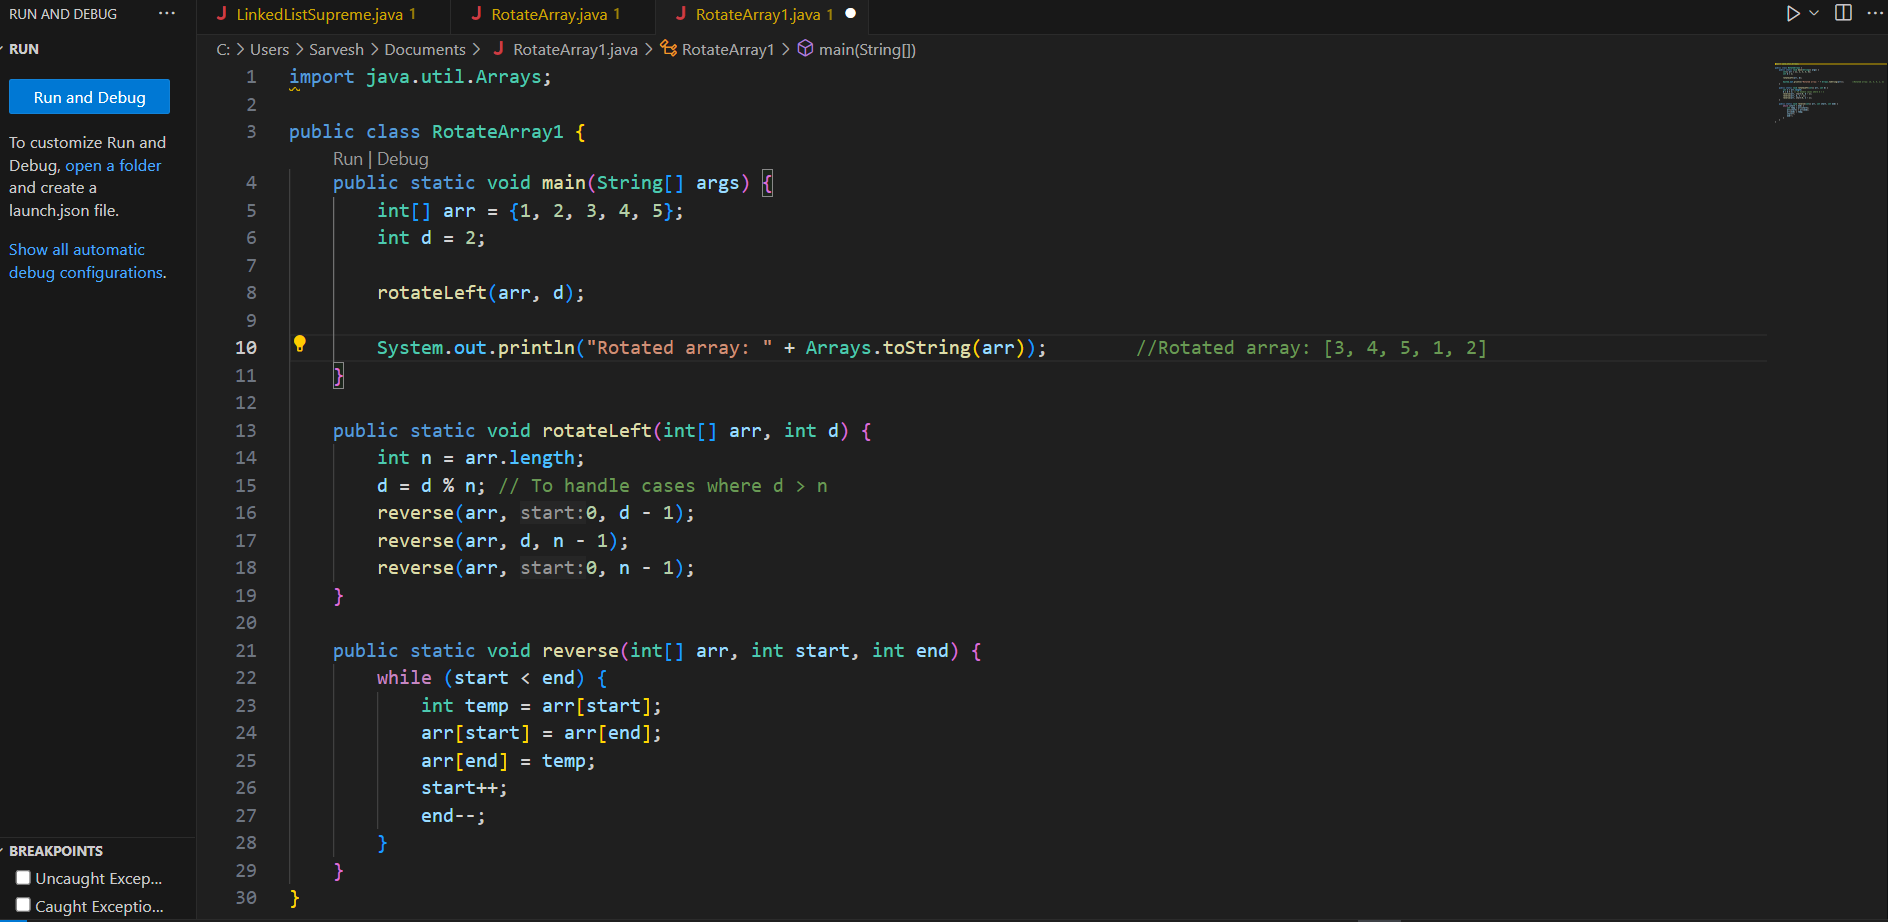 RUN AND DEBUG ···
RUN
Run and Debug
To customize Run and
Debug, open a folder
and create a
launch.json file.
Show all automatic
debug configurations.
BREAKPOINTS
Uncaught Excep...
Caught Exceptio...
J LinkedListSupreme.java 1 J RotateArray.java 1 J RotateArray1.java 1 ●
C: > Users > Sarvesh > Documents > J RotateArray1.java > RotateArray1 > main(String[])
1 import java.util.Arrays;
2
3 public class RotateArray1 {
Run | Debug
4 public static void main(String[] args) {
5 int[] arr = {1, 2, 3, 4, 5};
6 int d = 2;
7
8 rotateLeft(arr, d);
9
10 System.out.println("Rotated array: " + Arrays.toString(arr)); //Rotated array: [3, 4, 5, 1, 2]
11 }
12
13 public static void rotateLeft(int[] arr, int d) {
14 int n = arr.length;
15 d = d % n; // To handle cases where d > n
16 reverse(arr, start:0, d - 1);
17 reverse(arr, d, n - 1);
18 reverse(arr, start:0, n - 1);
19 }
20
21 public static void reverse(int[] arr, int start, int end) {
22 while (start < end) {
23 int temp = arr[start];
24 arr[start] = arr[end];
25 arr[end] = temp;
26 start++;
27 end--;
28 }
29 }
30 }